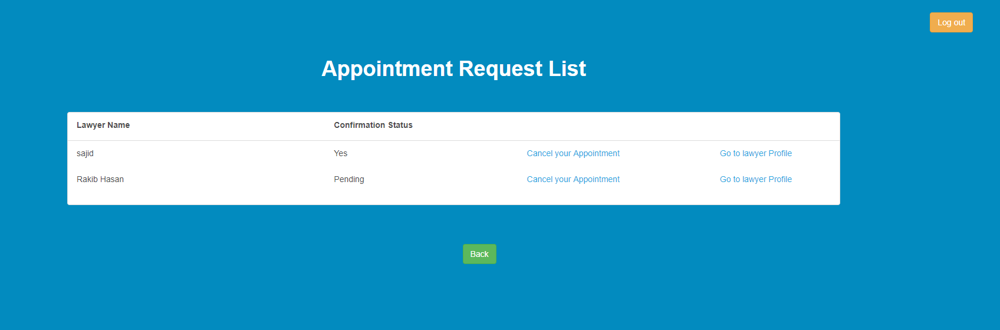 Log out
Appointment Request List
Lawyer Name Confirmation Status
sajid Yes Cancel your Appointment Go to lawyer Profile
Rakib Hasan Pending Cancel your Appointment Go to lawyer Profile
Back